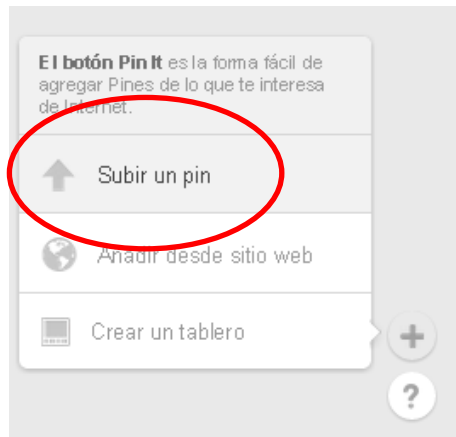 El botón Pin It es la forma fácil de
agregar Pines de lo que te interesa
de Internet.
Subir un pin
Añadir desde sitio web
Crear un tablero
+
?